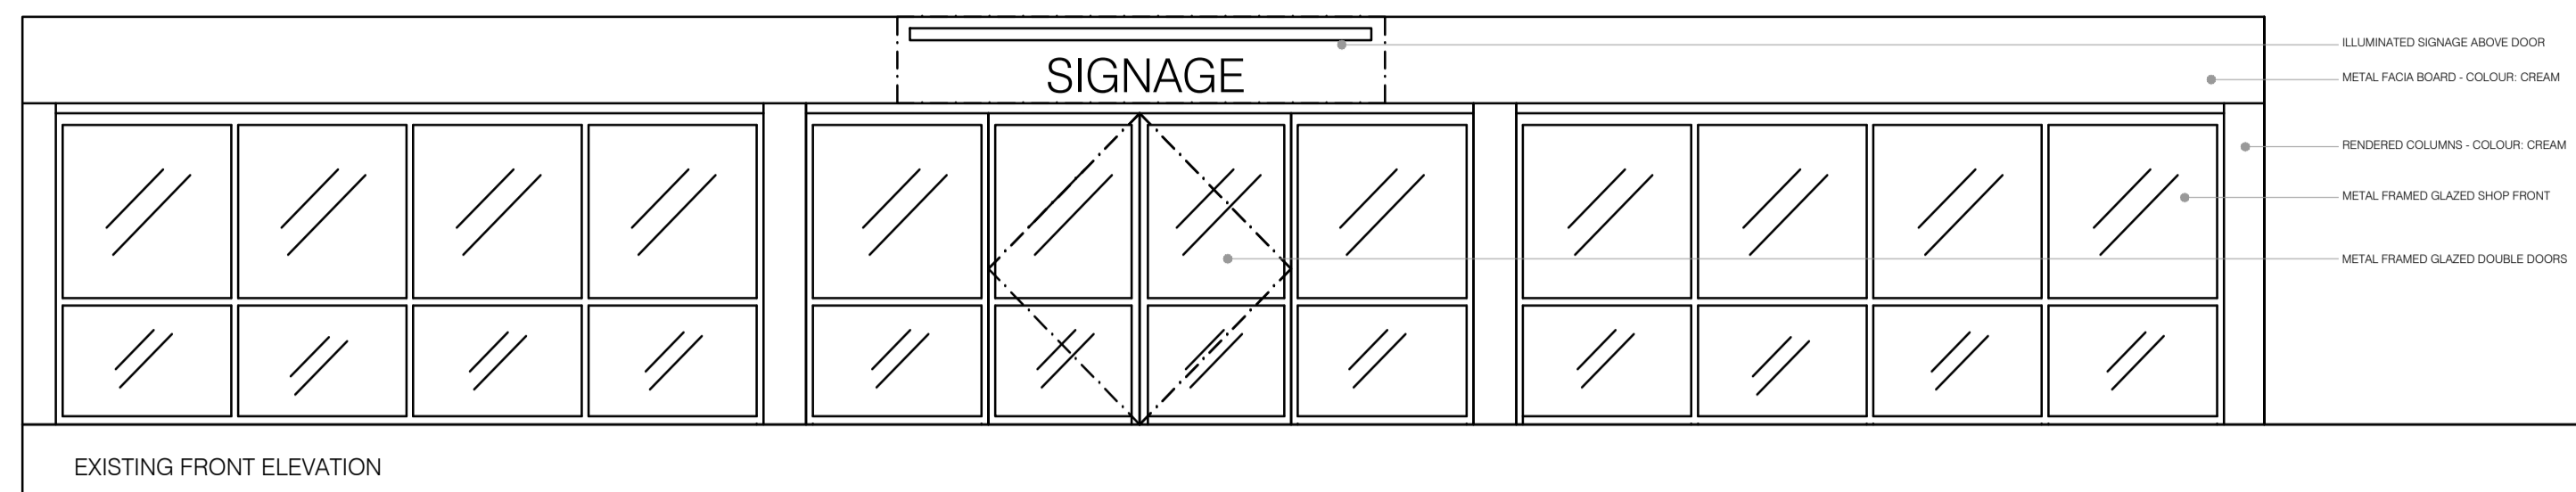 SIGNAGE
ILLUMINATED SIGNAGE ABOVE DOOR
METAL FACIA BOARD - COLOUR: CREAM
RENDERED COLUMNS - COLOUR: CREAM
METAL FRAMED GLAZED SHOP FRONT
METAL FRAMED GLAZED DOUBLE DOORS
EXISTING FRONT ELEVATION